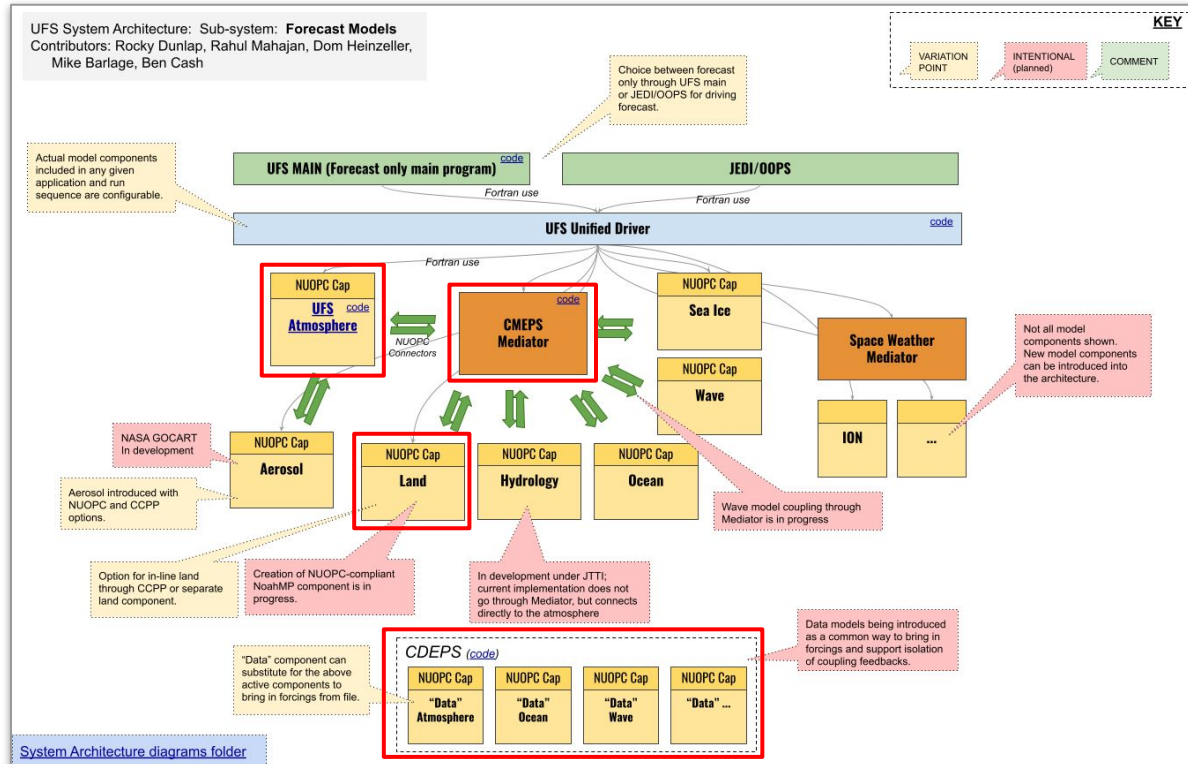 UFS System Architecture: Sub-system: Forecast Models
Contributors: Rocky Dunlap, Rahul Mahajan, Dom Heinzeller,
Mike Barlage, Ben Cash
KEY
VARIATION
POINT
INTENTIONAL
(planned)
COMMENT
Choice between forecast
only through UFS main
or JEDI/OOPS for driving
forecast.
Actual model components
included in any given
application and run
sequence are configurable.
UFS MAIN (Forecast only main program)
code
JEDI/OOPS
Fortran use
Fortran use
UFS Unified Driver
code
Fortran use
NUOPC Cap
UFS
Atmosphere
code
NUOPC
Connectors
CMEPS
Mediator
code
NUOPC Cap
Sea Ice
NUOPC Cap
Wave
Space Weather
Mediator
Not all model
components shown.
New model components
can be introduced into
the architecture.
ION
...
NASA GOCART
In development
NUOPC Cap
Aerosol
NUOPC Cap
Land
NUOPC Cap
Hydrology
NUOPC Cap
Ocean
Aerosol introduced with
NUOPC and CCPP
options.
Wave model coupling through
Mediator is in progress
Option for in-line land
through CCPP or separate
land component.
Creation of NUOPC-compliant
NoahMP component is in
progress.
In development under JTTI;
current implementation does not
go through Mediator, but connects
directly to the atmosphere
Data models being introduced
as a common way to bring in
forcings and support isolation
of coupling feedbacks.
CDEPS (code)
"Data" component can
substitute for the above
active components to
bring in forcings from file.
NUOPC Cap
"Data"
Atmosphere
NUOPC Cap
"Data"
Ocean
NUOPC Cap
"Data"
Wave
NUOPC Cap
"Data" ...
System Architecture diagrams folder